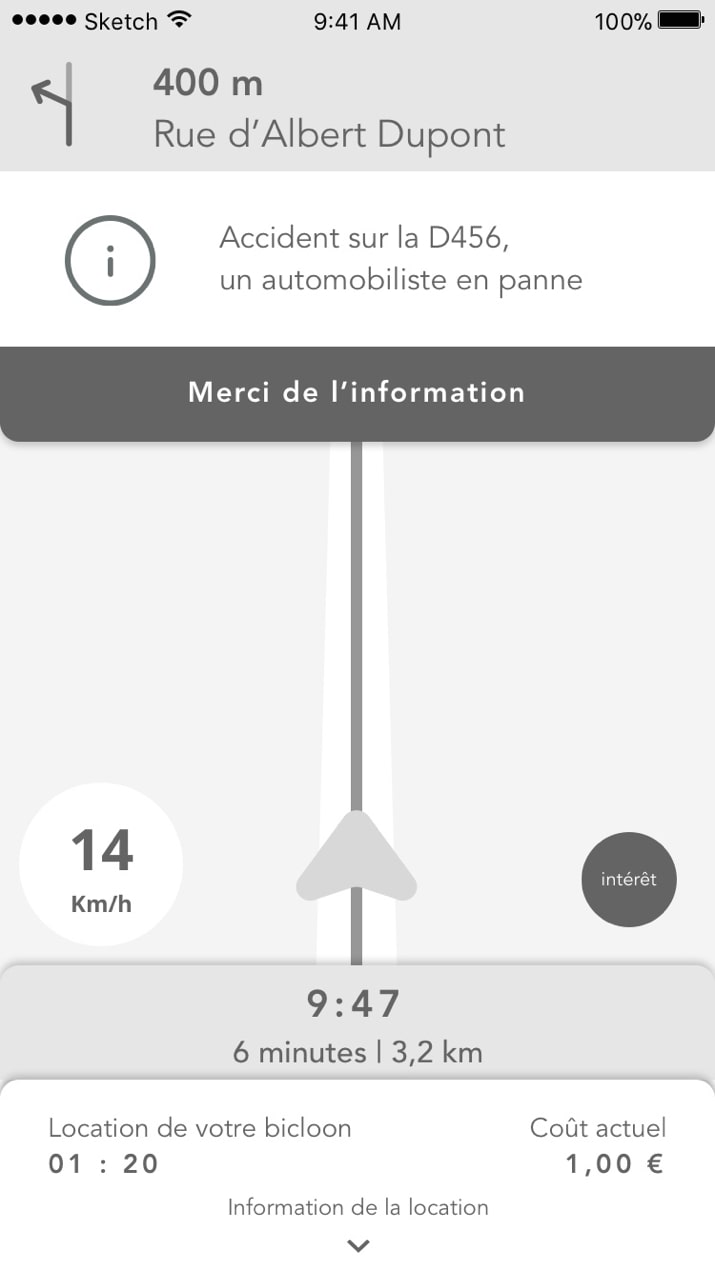 Sketch 9:41 AM 100%
400 m
Rue d’Albert Dupont
Accident sur la D456,
un automobiliste en panne
Merci de l’information
14
Km/h
intérêt
9:47
6 minutes | 3,2 km
Location de votre bicloon Coût actuel
01 : 20 1,00 €
Information de la location